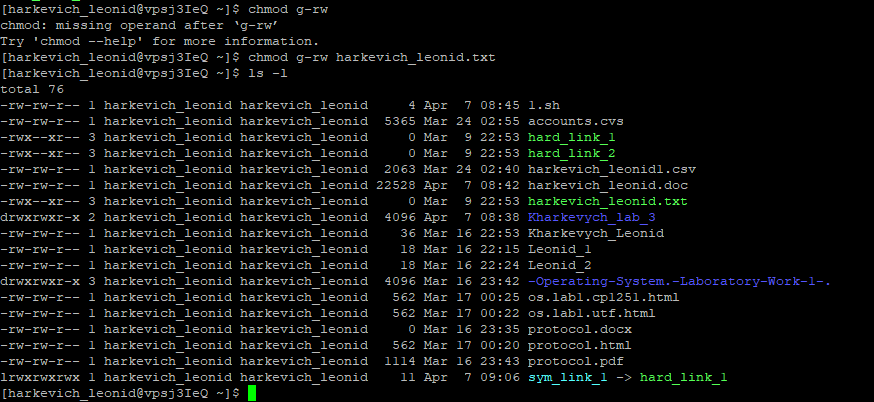 [harkevich_leonid@vpsj3IeQ ~]$ chmod g-rw
chmod: missing operand after ‘g-rw’
Try 'chmod --help' for more information.
[harkevich_leonid@vpsj3IeQ ~]$ chmod g-rw harkevich_leonid.txt
[harkevich_leonid@vpsj3IeQ ~]$ ls -l
total 76
-rw-rw-r-- 1 harkevich_leonid harkevich_leonid     4 Apr  7 08:45 1.sh
-rw-rw-r-- 1 harkevich_leonid harkevich_leonid  5365 Mar 24 02:55 accounts.cvs
-rwx--xr-- 3 harkevich_leonid harkevich_leonid     0 Mar  9 22:53 hard_link_1
-rwx--xr-- 3 harkevich_leonid harkevich_leonid     0 Mar  9 22:53 hard_link_2
-rw-rw-r-- 1 harkevich_leonid harkevich_leonid  2063 Mar 24 02:40 harkevich_leonid1.csv
-rw-rw-r-- 1 harkevich_leonid harkevich_leonid 22528 Apr  7 08:42 harkevich_leonid.doc
-rwx--xr-- 3 harkevich_leonid harkevich_leonid     0 Mar  9 22:53 harkevich_leonid.txt
drwxrwxr-x 2 harkevich_leonid harkevich_leonid  4096 Apr  7 08:38 Kharkevych_lab_3
-rw-rw-r-- 1 harkevich_leonid harkevich_leonid    36 Mar 16 22:53 Kharkevych_Leonid
-rw-rw-r-- 1 harkevich_leonid harkevich_leonid    18 Mar 16 22:15 Leonid_1
-rw-rw-r-- 1 harkevich_leonid harkevich_leonid    18 Mar 16 22:24 Leonid_2
drwxrwxr-x 3 harkevich_leonid harkevich_leonid  4096 Mar 16 23:42 -Operating-System.-Laboratory-Work-1-.
-rw-rw-r-- 1 harkevich_leonid harkevich_leonid   562 Mar 17 00:25 os.lab1.cp1251.html
-rw-rw-r-- 1 harkevich_leonid harkevich_leonid   562 Mar 17 00:22 os.lab1.utf.html
-rw-rw-r-- 1 harkevich_leonid harkevich_leonid     0 Mar 16 23:35 protocol.docx
-rw-rw-r-- 1 harkevich_leonid harkevich_leonid   562 Mar 17 00:20 protocol.html
-rw-rw-r-- 1 harkevich_leonid harkevich_leonid  1114 Mar 16 23:43 protocol.pdf
lrwxrwxrwx 1 harkevich_leonid harkevich_leonid    11 Apr  7 09:06 sym_link_1 -> hard_link_1
[harkevich_leonid@vpsj3IeQ ~]$